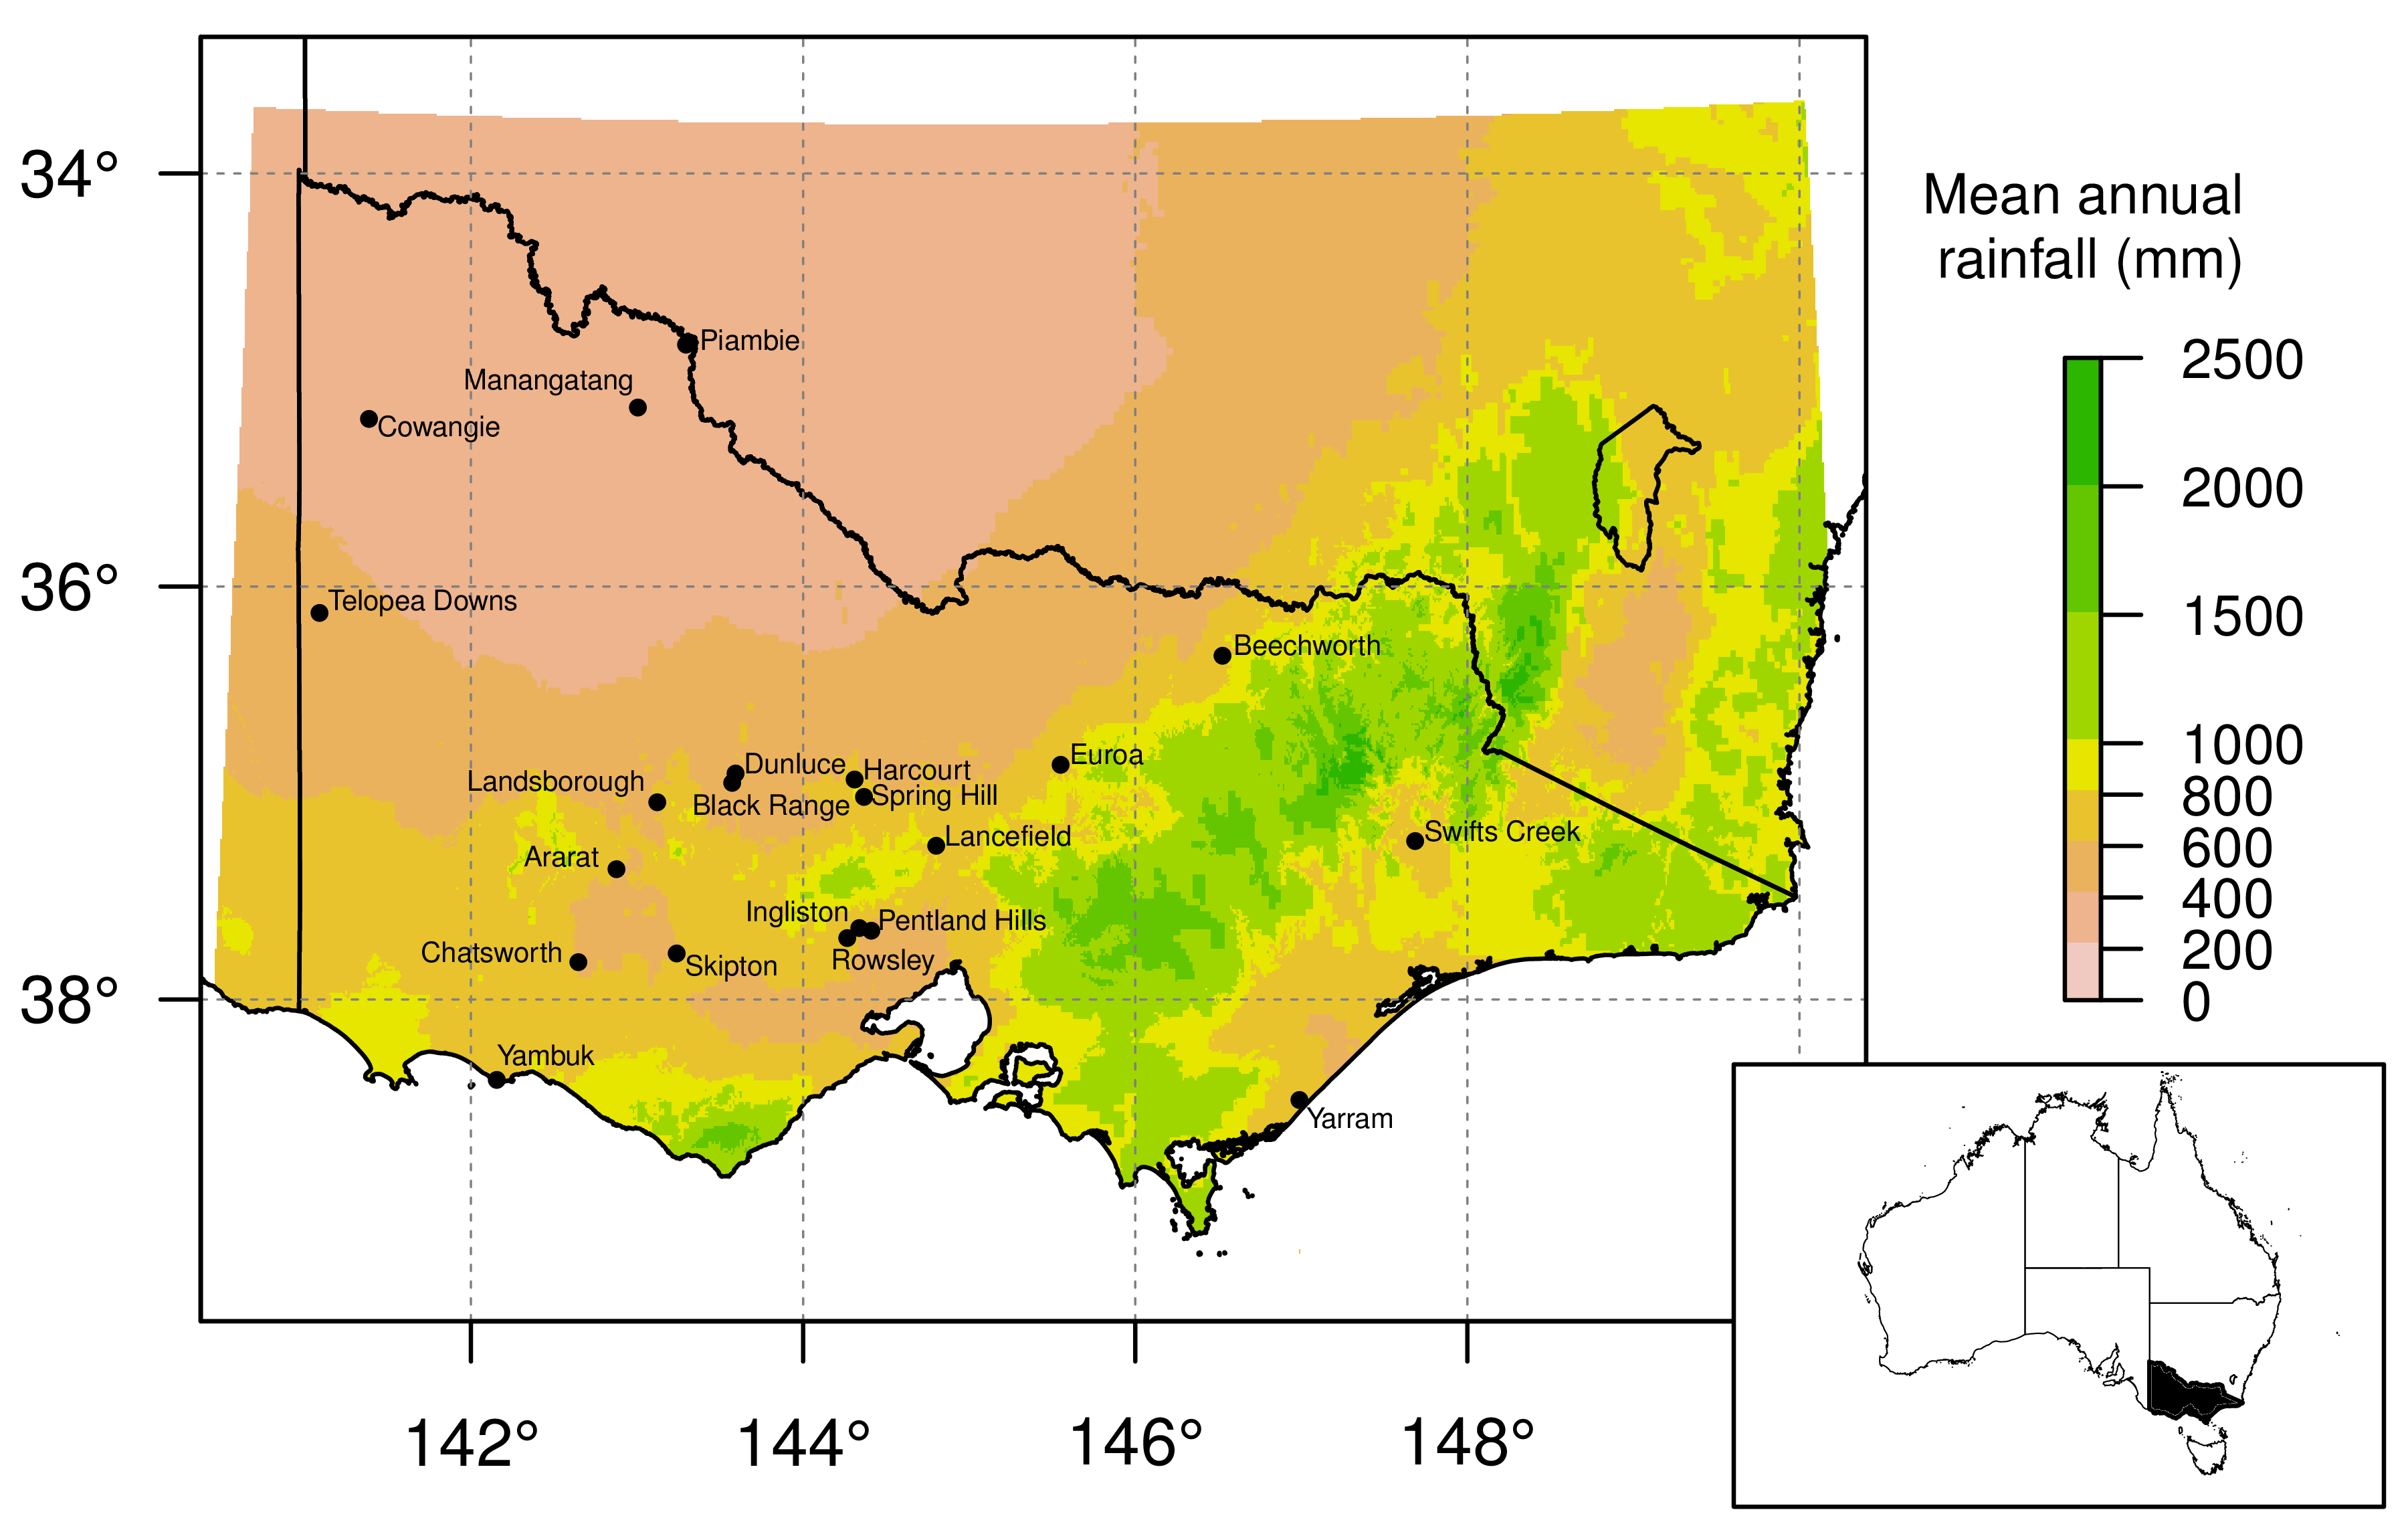 34°
36°
38°
142°
144°
146°
148°
Piambie
Manangatang
Cowangie
Telopea Downs
Beechworth
Euroa
Dunluce
Harcourt
Landsborough
Spring Hill
Black Range
Lancefield
Swifts Creek
Ararat
Ingliston
Pentland Hills
Chatsworth
Skipton
Rowsley
Yambuk
Yarram
Mean annual
rainfall (mm)
2500
2000
1500
1000
800
600
400
200
0